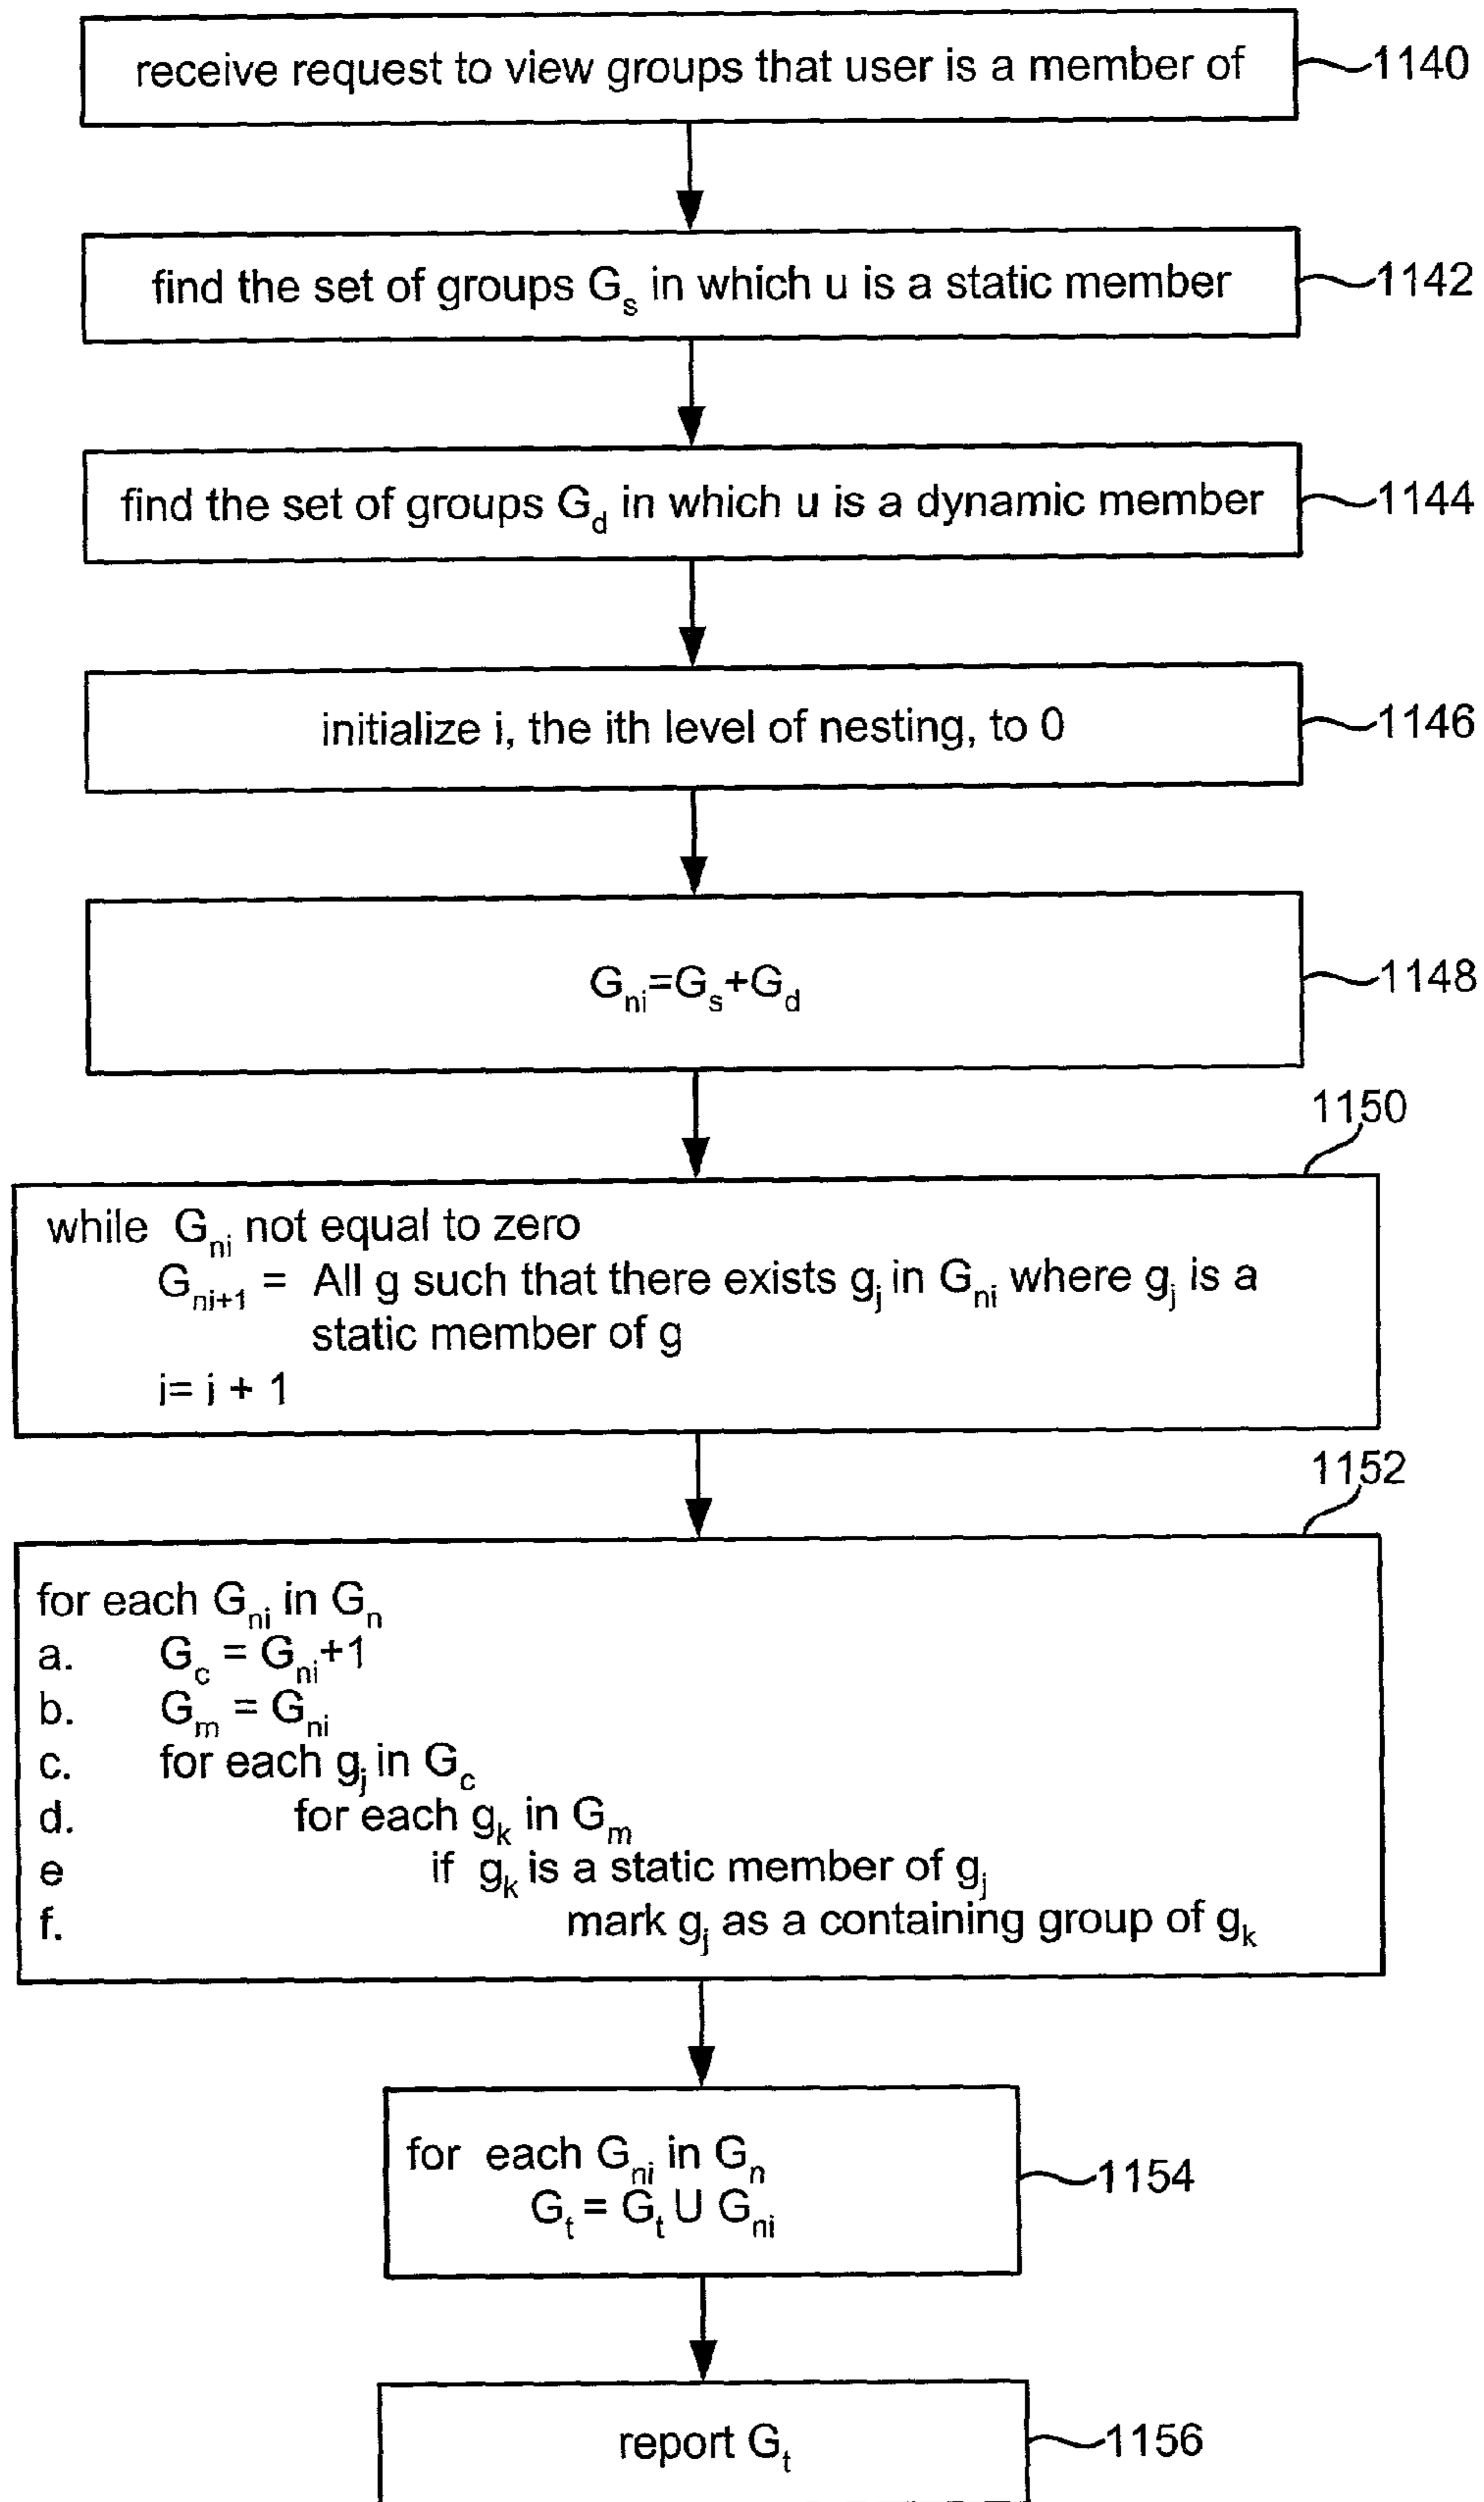 receive request to view groups that user is a member of 1140
find the set of groups Gs in which u is a static member 1142
find the set of groups Gd in which u is a dynamic member 1144
initialize i, the ith level of nesting, to 0 1146
Gni=Gs+Gd 1148
1150
while Gni not equal to zero
Gni+1 = All g such that there exists gj in Gni where gj is a
static member of g
i= i + 1
1152
for each Gni in Gn
a. Gc = Gni+1
b. Gm = Gni
c. for each gj in Gc
d. for each gk in Gm
e if gk is a static member of gj
f. mark gj as a containing group of gk
for each Gni in Gn
Gt = Gt U Gni 1154
report Gt 1156